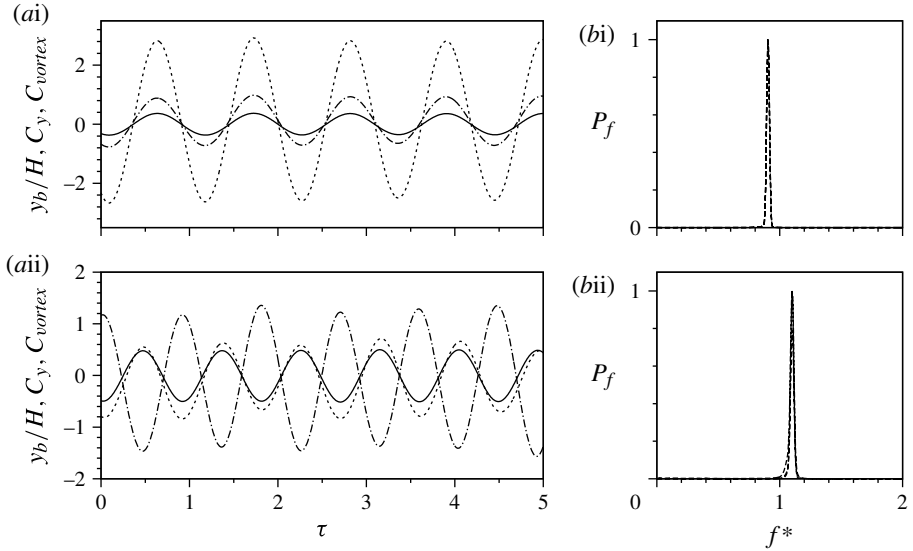 (ai)
y_b/H, C_y, C_vortex
2
0
−2
(bi)
P_f
1
0
(aii)
y_b/H, C_y, C_vortex
2
1
0
−1
−2
0
1
2
3
4
5
τ
(bii)
P_f
1
0
1
2
f*